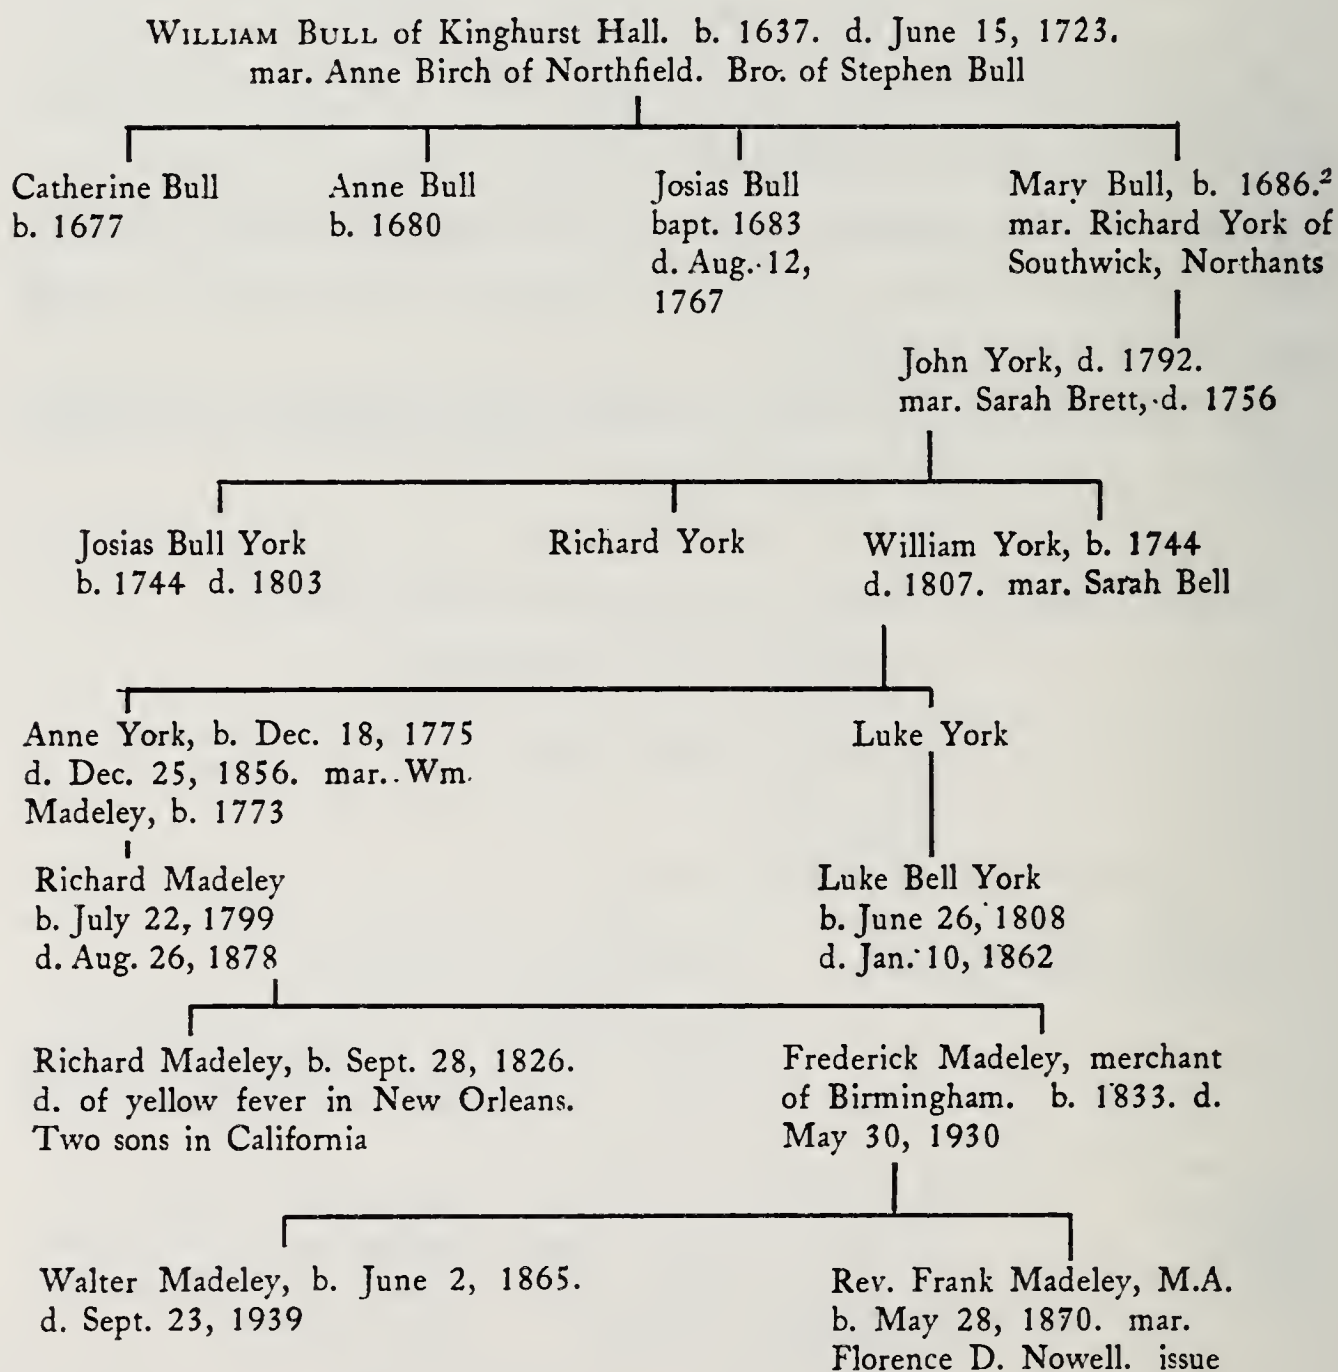 WILLIAM BULL of Kinghurst Hall. b. 1637. d. June 15, 1723.
mar. Anne Birch of Northfield. Bro. of Stephen Bull
Catherine Bull
b. 1677
Anne Bull
b. 1680
Josias Bull
bapt. 1683
d. Aug. 12,
1767
Mary Bull, b. 1686.²
mar. Richard York of
Southwick, Northants
John York, d. 1792.
mar. Sarah Brett, d. 1756
Josias Bull York
b. 1744 d. 1803
Richard York
William York, b. 1744
d. 1807. mar. Sarah Bell
Anne York, b. Dec. 18, 1775
d. Dec. 25, 1856. mar. Wm.
Madeley, b. 1773
Luke York
Richard Madeley
b. July 22, 1799
d. Aug. 26, 1878
Luke Bell York
b. June 26, 1808
d. Jan. 10, 1862
Richard Madeley, b. Sept. 28, 1826.
d. of yellow fever in New Orleans.
Two sons in California
Frederick Madeley, merchant
of Birmingham. b. 1833. d.
May 30, 1930
Walter Madeley, b. June 2, 1865.
d. Sept. 23, 1939
Rev. Frank Madeley, M.A.
b. May 28, 1870. mar.
Florence D. Nowell. issue